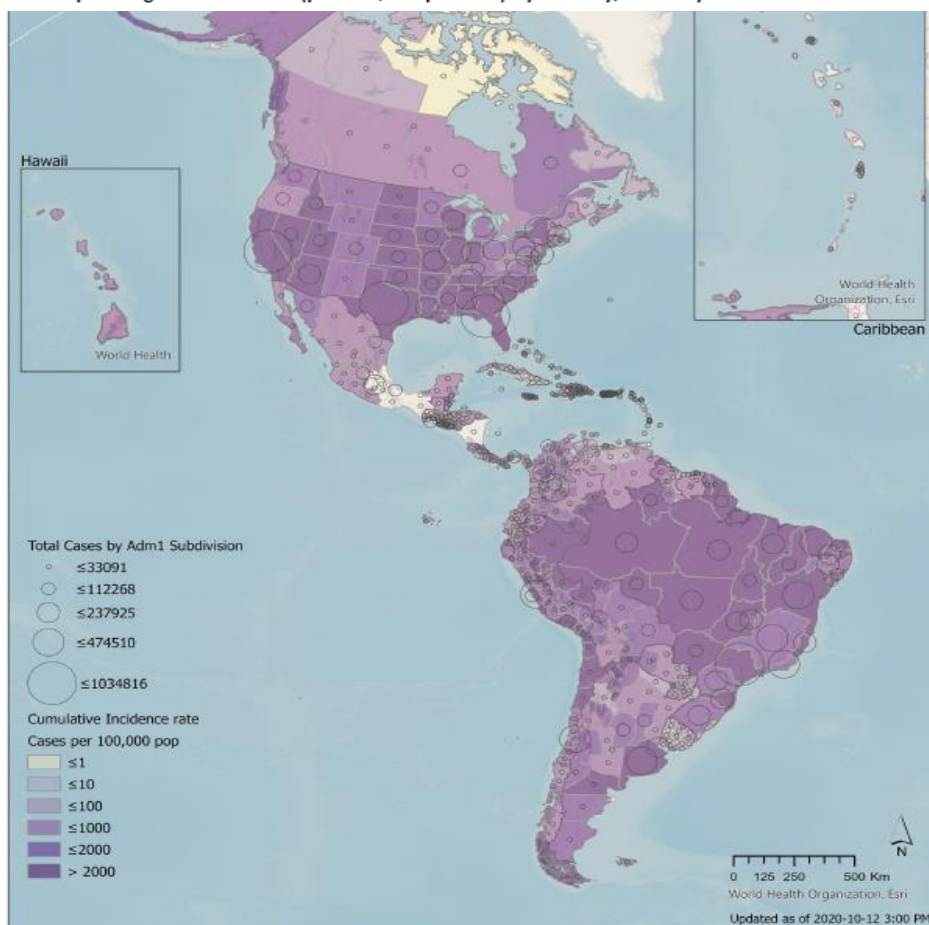 Hawaii
World Health
World Health
Organization, Esri
Caribbean
Total Cases by Adm1 Subdivision
≤33091
≤112268
≤237925
≤474510
≤1034816
Cumulative Incidence rate
Cases per 100,000 pop
≤1
≤10
≤100
≤1000
≤2000
> 2000
N
0 125 250 500 Km
World Health Organization, Esri
Updated as of 2020-10-12 3:00 PM